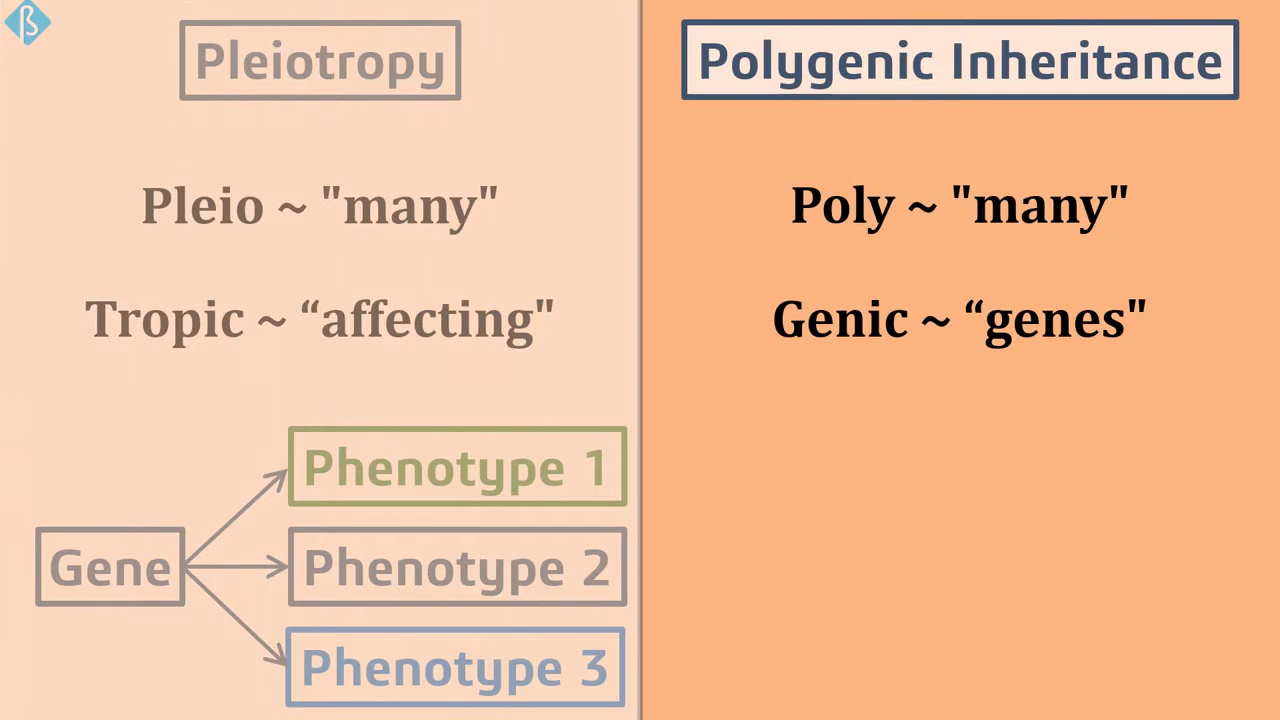 Pleiotropy
Pleio ~ "many"
Tropic ~ “affecting"
Gene
Phenotype 1
Phenotype 2
Phenotype 3
Polygenic Inheritance
Poly ~ "many"
Genic ~ “genes"